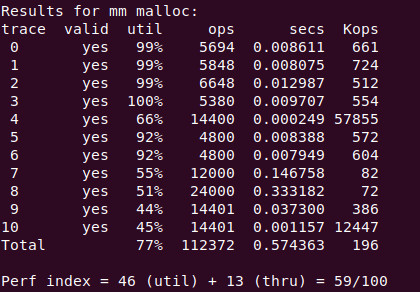 Results for mm malloc:
trace  valid  util     ops      secs  Kops
 0       yes   99%    5694  0.008611   661
 1       yes   99%    5848  0.008075   724
 2       yes   99%    6648  0.012987   512
 3       yes  100%    5380  0.009707   554
 4       yes   66%   14400  0.000249 57855
 5       yes   92%    4800  0.008388   572
 6       yes   92%    4800  0.007949   604
 7       yes   55%   12000  0.146758    82
 8       yes   51%   24000  0.333182    72
 9       yes   44%   14401  0.037300   386
10       yes   45%   14401  0.001157 12447
Total          77%  112372  0.574363   196
Perf index = 46 (util) + 13 (thru) = 59/100